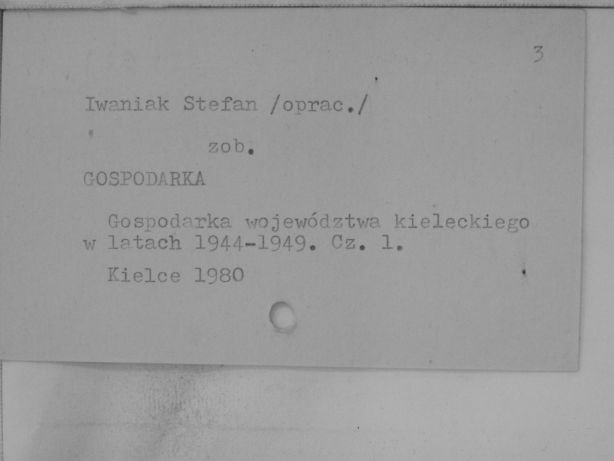 3
Iwaniak Stefan /oprac./
zob.
GOSPODARKA
Gospodarka województwa kieleckiego
w latach 1944-1949. Cz. 1.
Kielce 1980